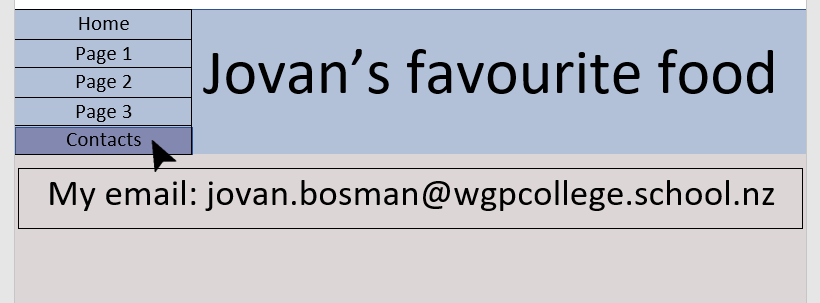 Home
Page 1
Page 2
Page 3
Contacts
Jovan’s favourite food
My email: jovan.bosman@wgpcollege.school.nz